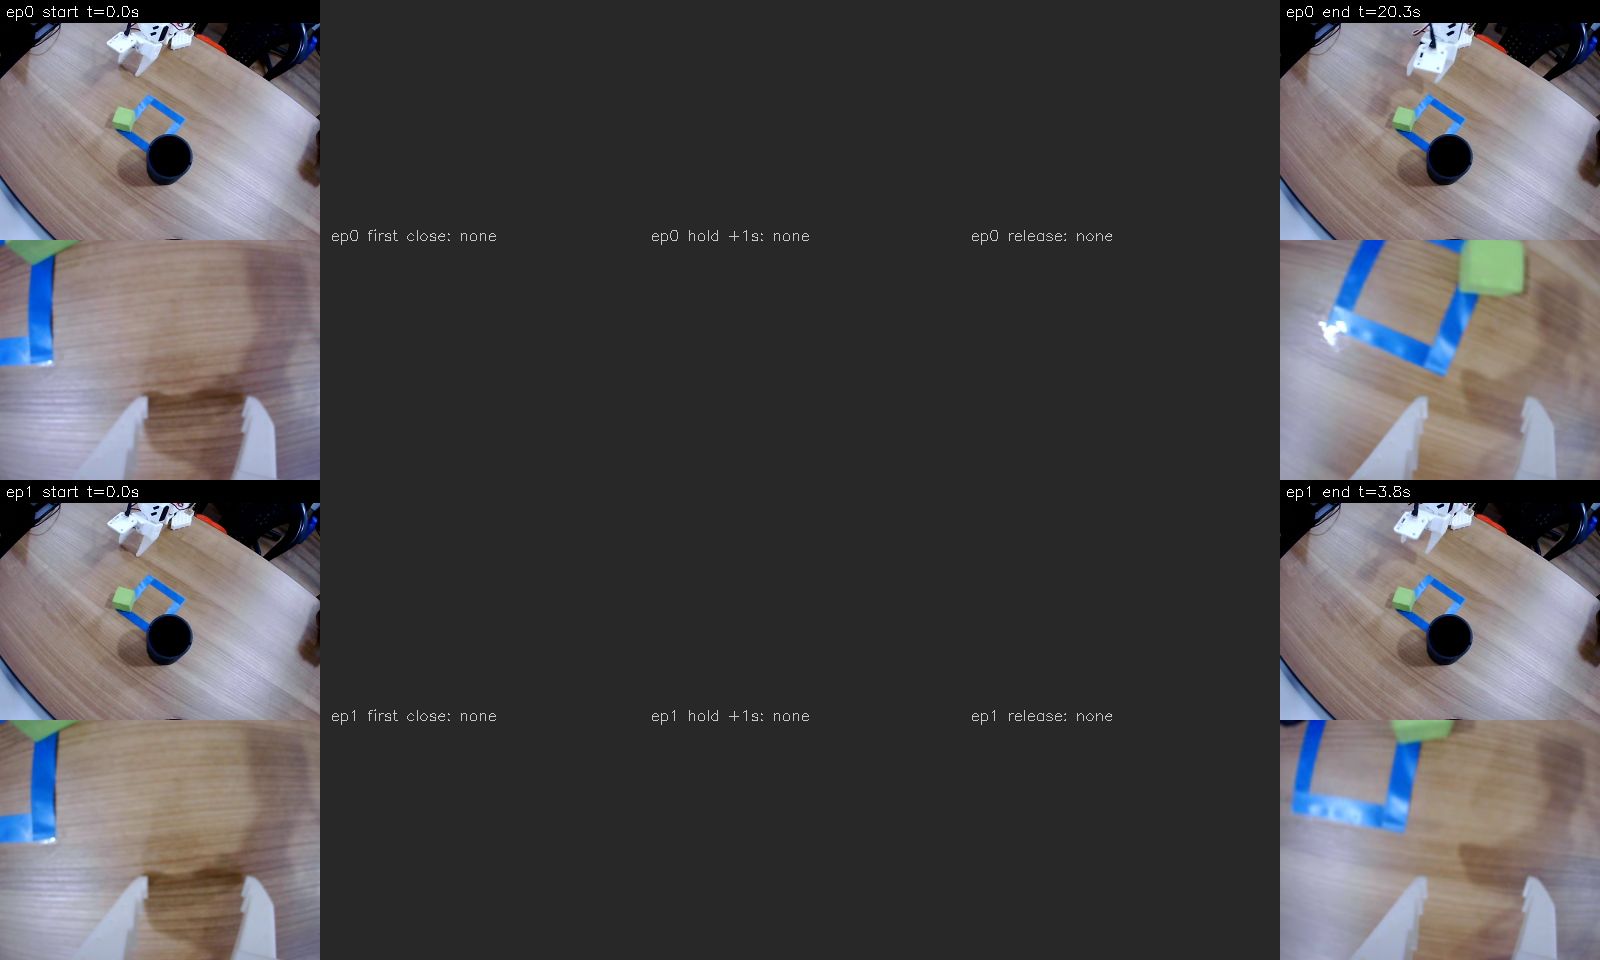 ep0 start t=0.0s
ep0 end t=20.3s
ep0 first close: none
ep0 hold +1s: none
ep0 release: none
ep1 start t=0.0s
ep1 end t=3.8s
ep1 first close: none
ep1 hold +1s: none
ep1 release: none